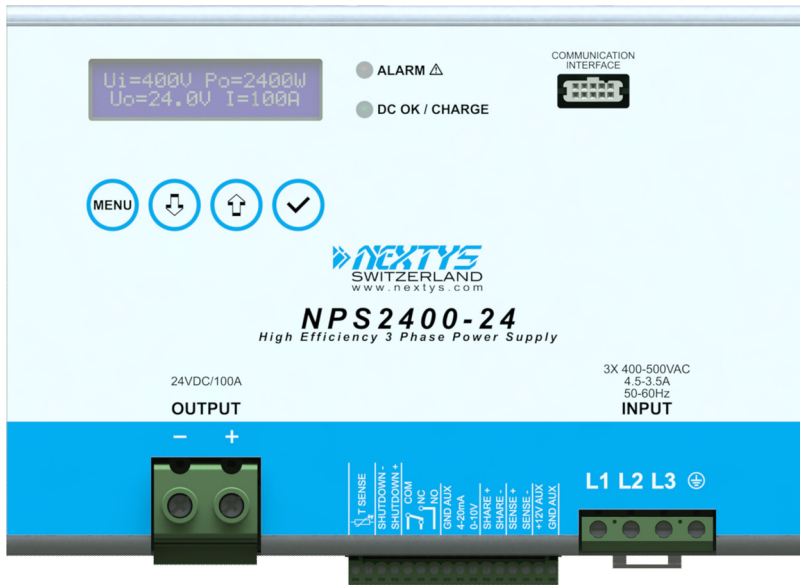 Ui=400V Po=2400W
Uo=24.0V I=100A
ALARM ⚠
DC OK / CHARGE
COMMUNICATION
INTERFACE
MENU
NEXTYS
SWITZERLAND
www.nextys.com
NPS2400-24
High Efficiency 3 Phase Power Supply
24VDC/100A
OUTPUT
− +
3X 400-500VAC
4.5-3.5A
50-60Hz
INPUT
T SENSE
SHUTDOWN -
SHUTDOWN +
COM
NC
NO
GND AUX
4-20mA
0-10V
SHARE +
SHARE -
SENSE +
SENSE -
+12V AUX
GND AUX
L1 L2 L3